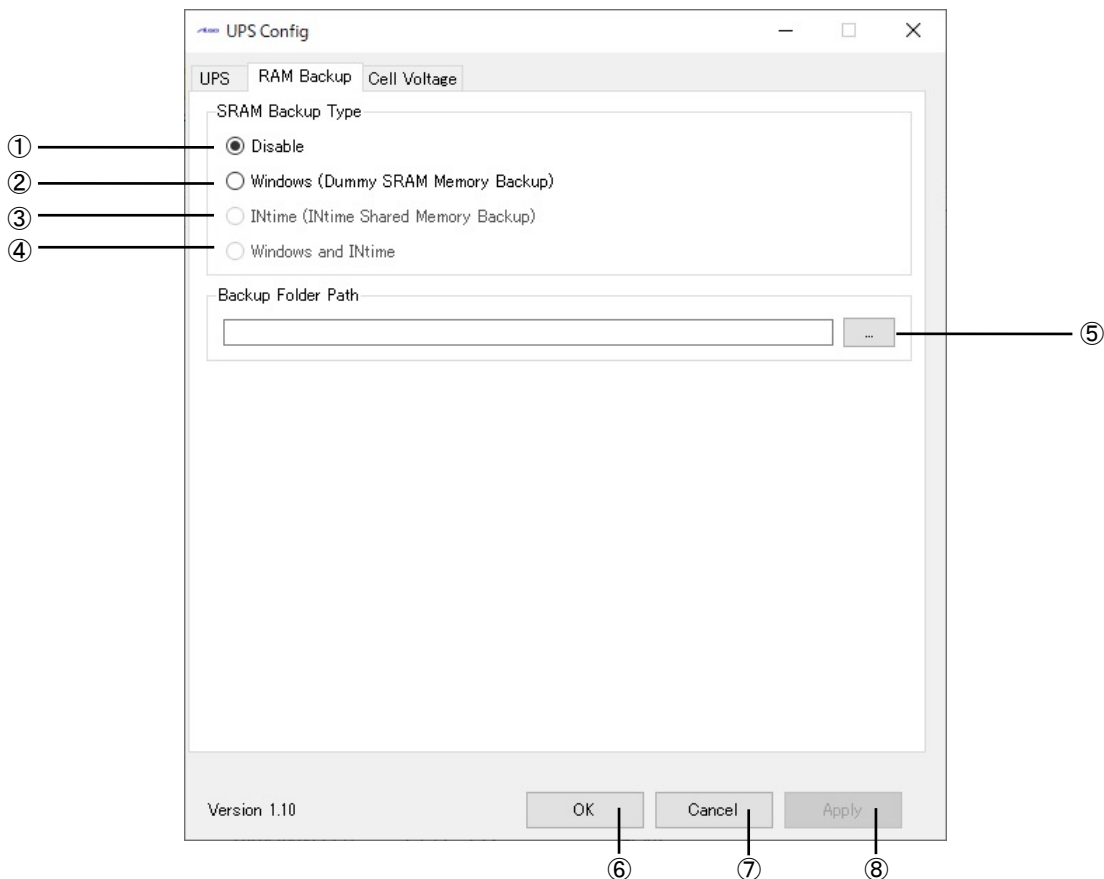 UPS Config
UPS RAM Backup Cell Voltage
SRAM Backup Type
① Disable
② Windows (Dummy SRAM Memory Backup)
③ INtime (INtime Shared Memory Backup)
④ Windows and INtime
Backup Folder Path
... ⑤
Version 1.10 OK Cancel Apply
⑥ ⑦ ⑧